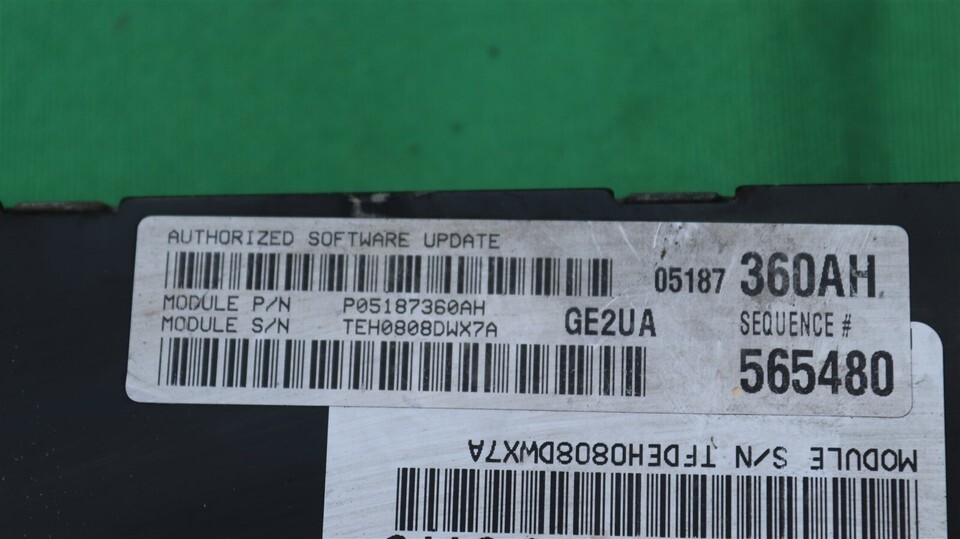 AUTHORIZED SOFTWARE UPDATE
05187 360AH
MODULE P/N P05187360AH
MODULE S/N TEH0808DWX7A
GE2UA
SEQUENCE #
565480
MODULE S/N TFDEH0808DWX7A